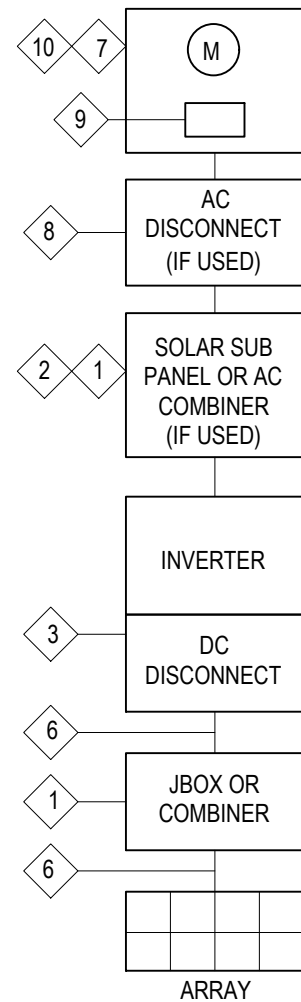 10 7
M
9
8
AC
DISCONNECT
(IF USED)
2 1
SOLAR SUB
PANEL OR AC
COMBINER
(IF USED)
INVERTER
3
DC
DISCONNECT
6
1
JBOX OR
COMBINER
6
ARRAY